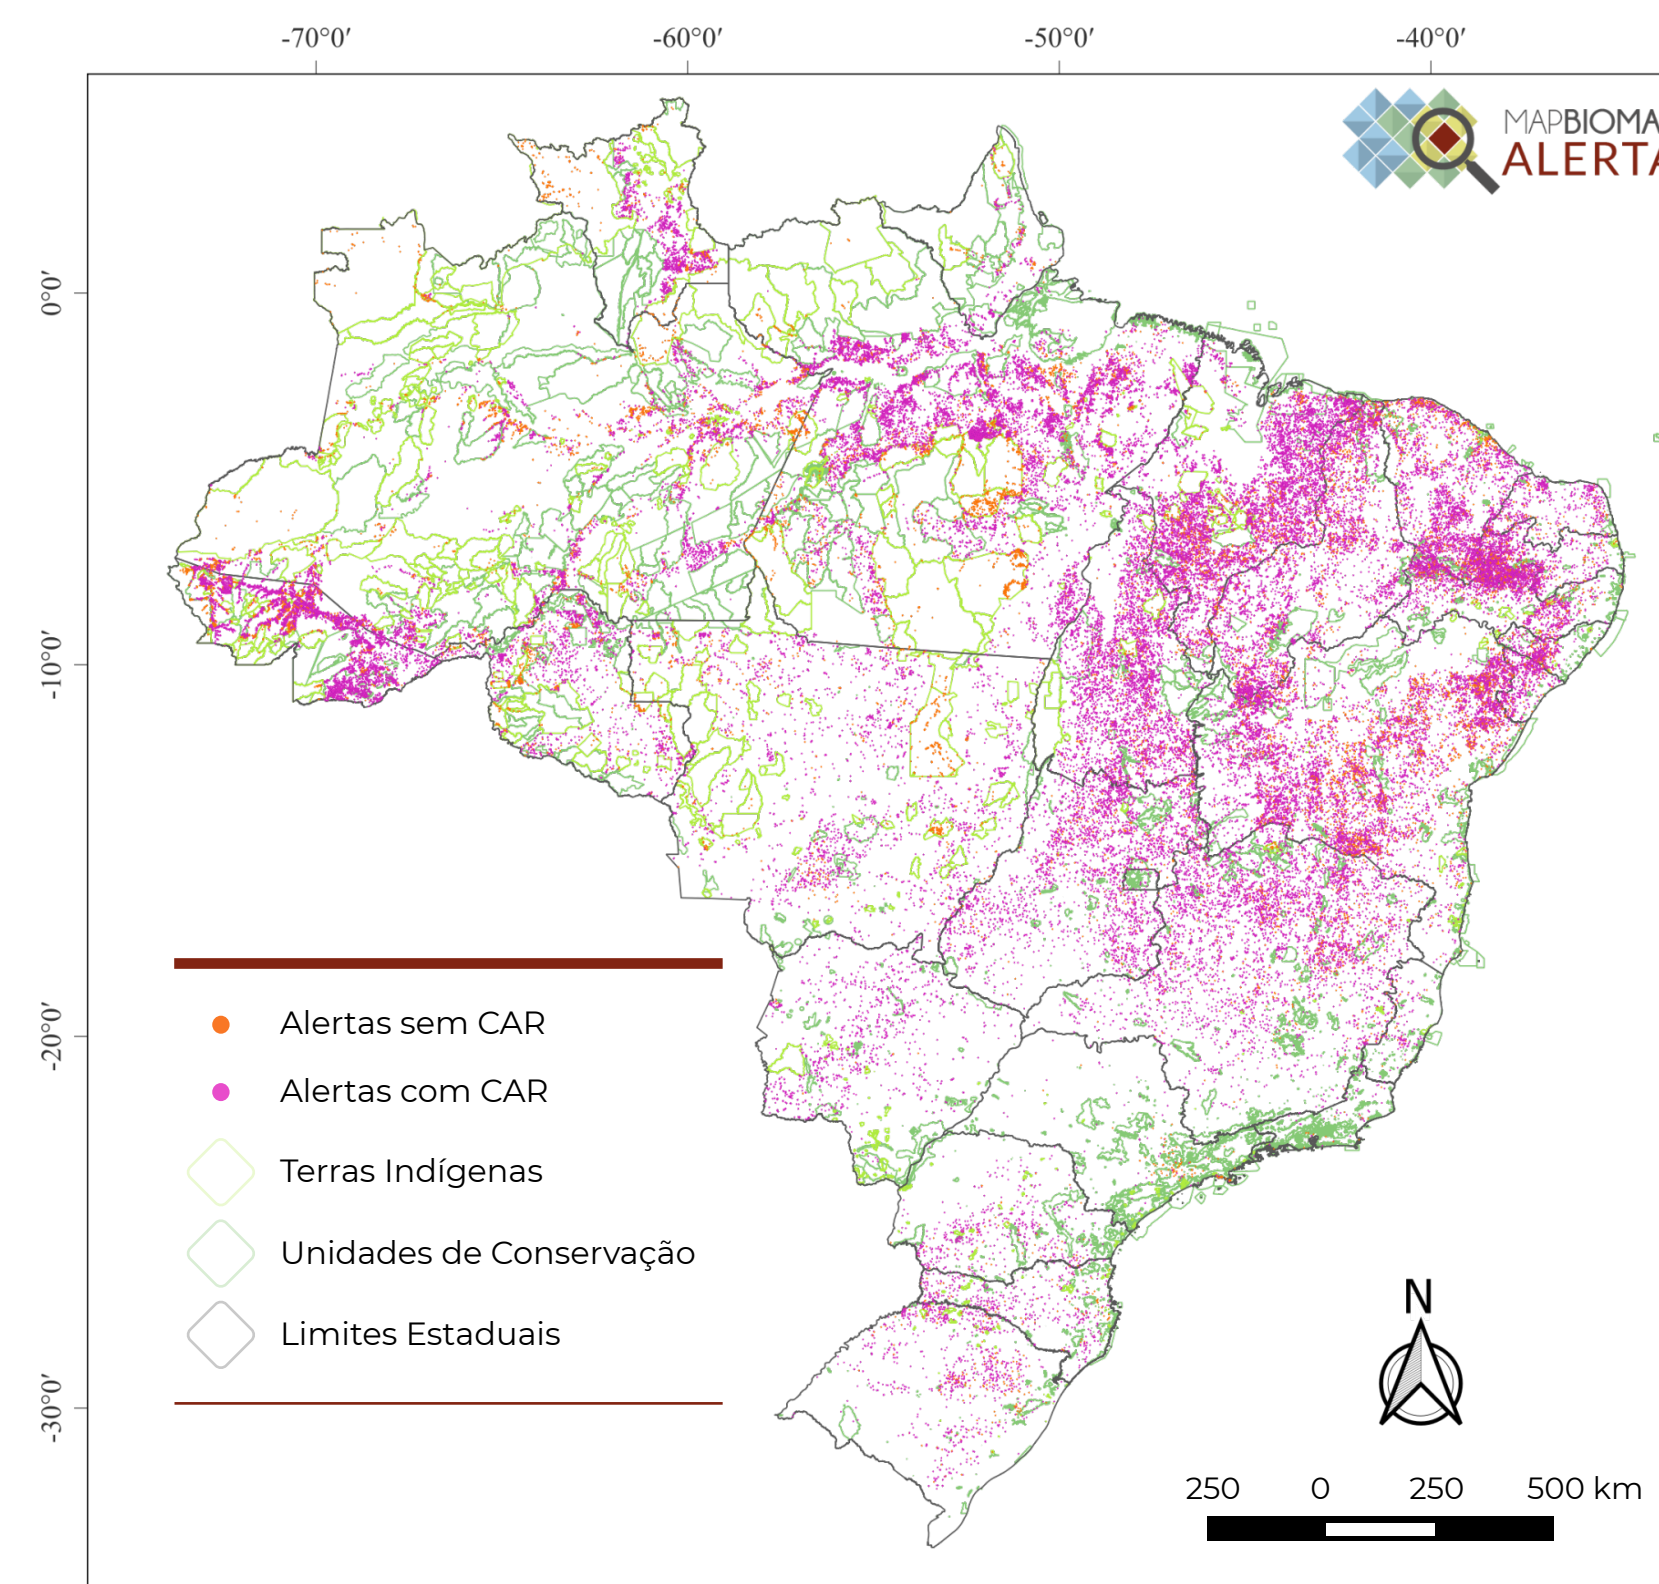 -70°0′ -60°0′ -50°0′ -40°0′
MAPBIOMA
ALERTA
0°0′
-10°0′
-20°0′
-30°0′
Alertas sem CAR
Alertas com CAR
Terras Indígenas
Unidades de Conservação
Limites Estaduais
N
250 0 250 500 km